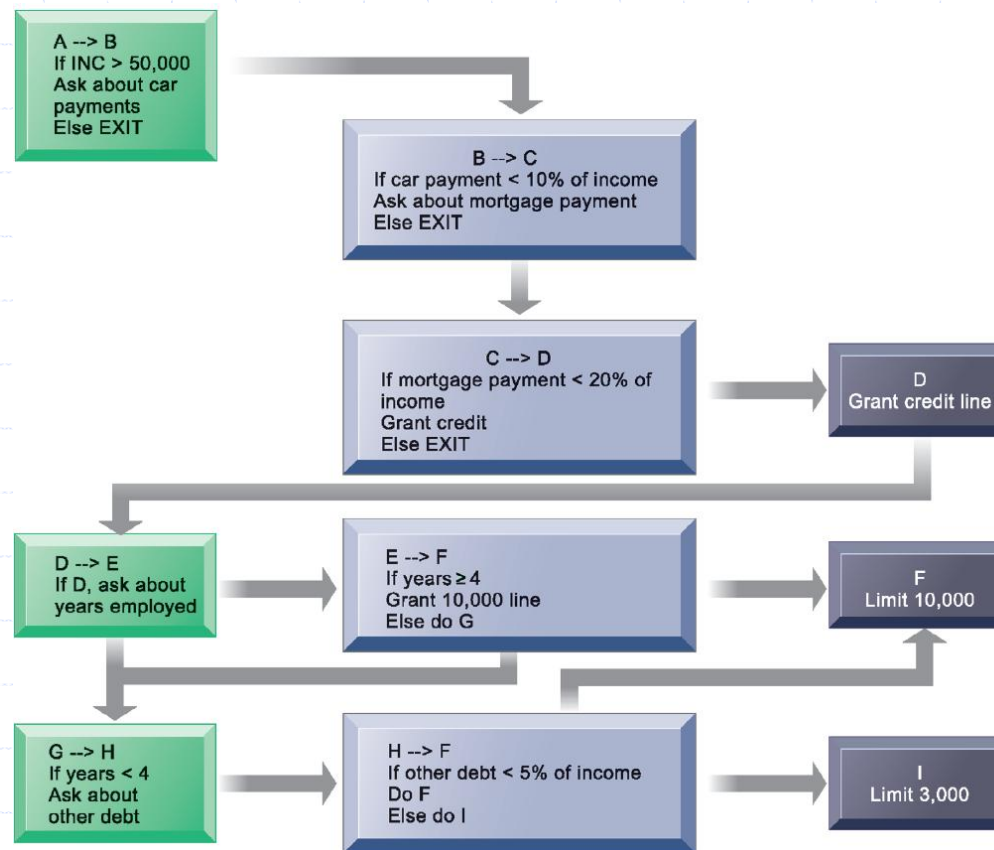 A --> B
If INC > 50,000
Ask about car
payments
Else EXIT
B --> C
If car payment < 10% of income
Ask about mortgage payment
Else EXIT
C --> D
If mortgage payment < 20% of
income
Grant credit
Else EXIT
D
Grant credit line
D --> E
If D, ask about
years employed
E --> F
If years ≥ 4
Grant 10,000 line
Else do G
F
Limit 10,000
G --> H
If years < 4
Ask about
other debt
H --> F
If other debt < 5% of income
Do F
Else do I
I
Limit 3,000